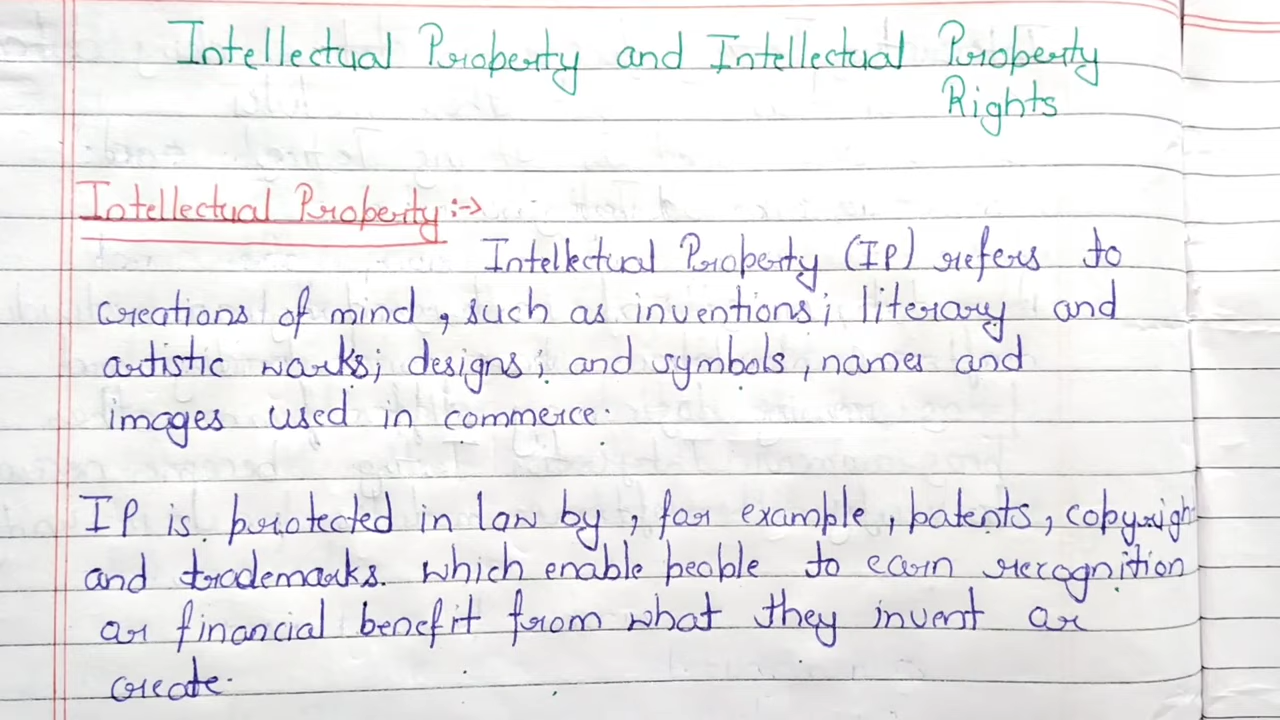 Intellectual Property and Intellectual Property
Rights
Intellectual Property :->
Intellectual Property (IP) refers to
creations of mind, such as inventions; literary and
artistic works; designs; and symbols, names and
images used in commerce.
IP is protected in law by, for example, patents, copyrigh
and trademarks. which enable people to earn recognition
or financial benefit from what they invent or
create.